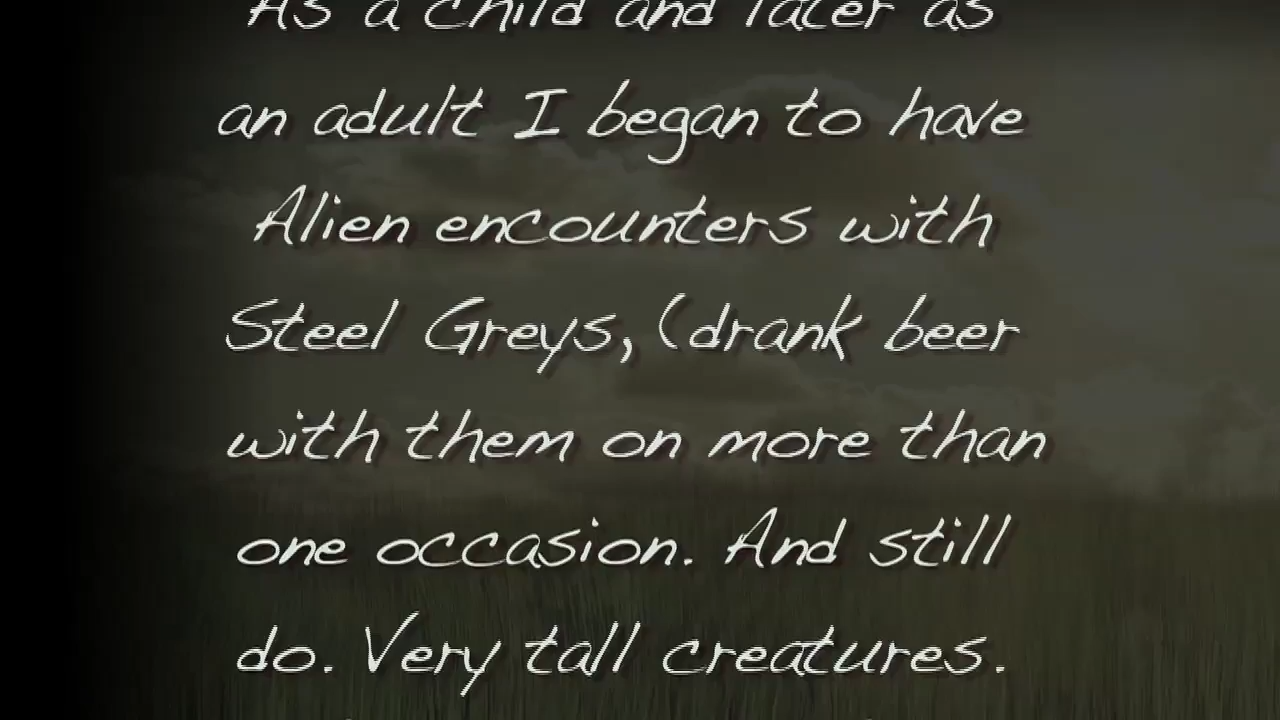 As a child and later as
an adult I began to have
Alien encounters with
Steel Greys, (drank beer
with them on more than
one occasion. And still
do. Very tall creatures.